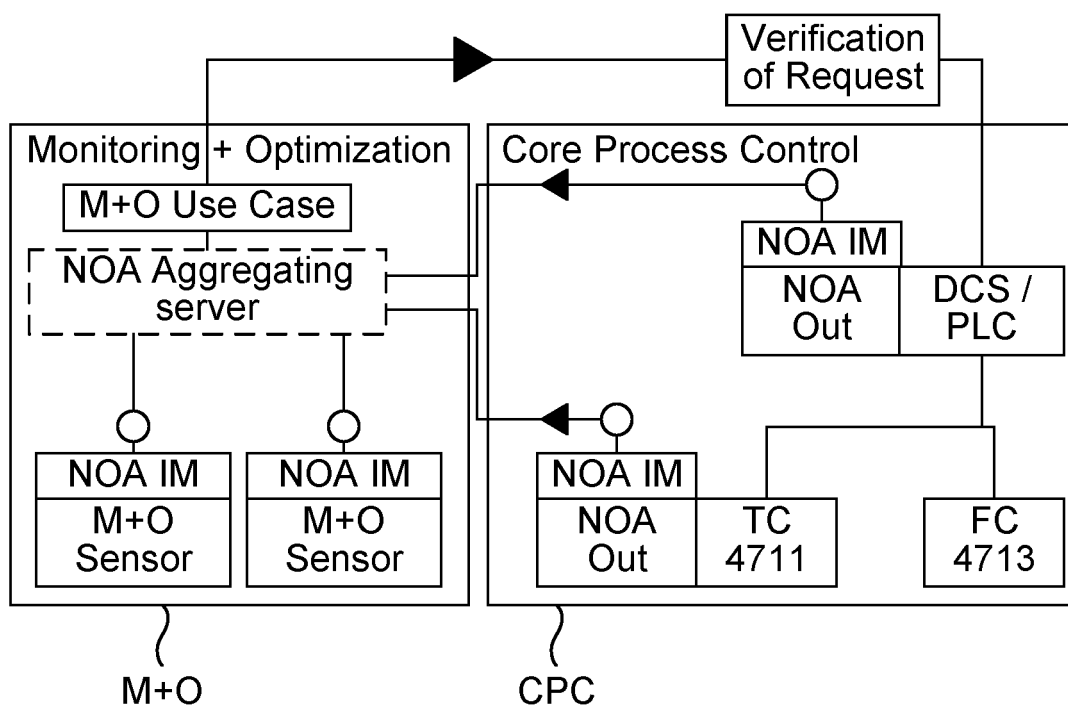 Verification
of Request
Monitoring + Optimization
M+O Use Case
NOA Aggregating
server
NOA IM
M+O
Sensor
NOA IM
M+O
Sensor
Core Process Control
NOA IM
NOA
Out
DCS /
PLC
NOA IM
NOA
Out
TC
4711
FC
4713
M+O
CPC